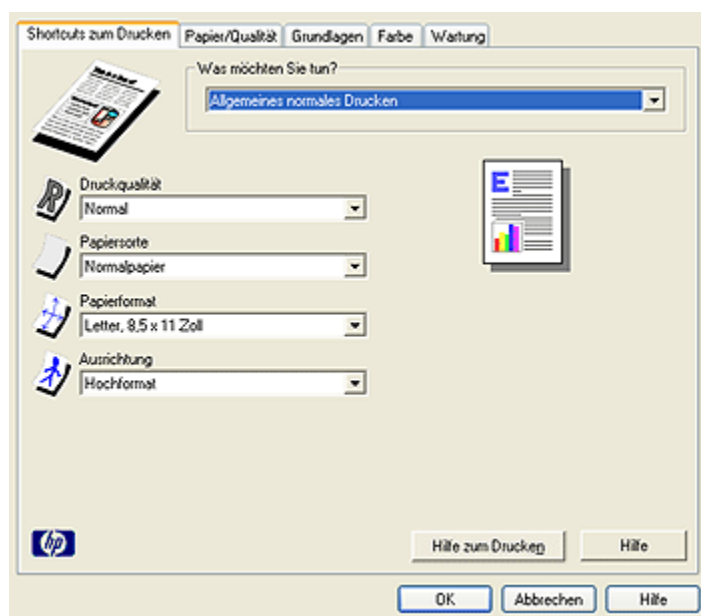 Shortcuts zum Drucken
Papier/Qualität
Grundlagen
Farbe
Wartung
Was möchten Sie tun?
Allgemeines normales Drucken
Druckqualität
Normal
Papiersorte
Normalpapier
Papierformat
Letter, 8,5 x 11 Zoll
Ausrichtung
Hochformat
E
hp
Hilfe zum Drucken
Hilfe
OK
Abbrechen
Hilfe